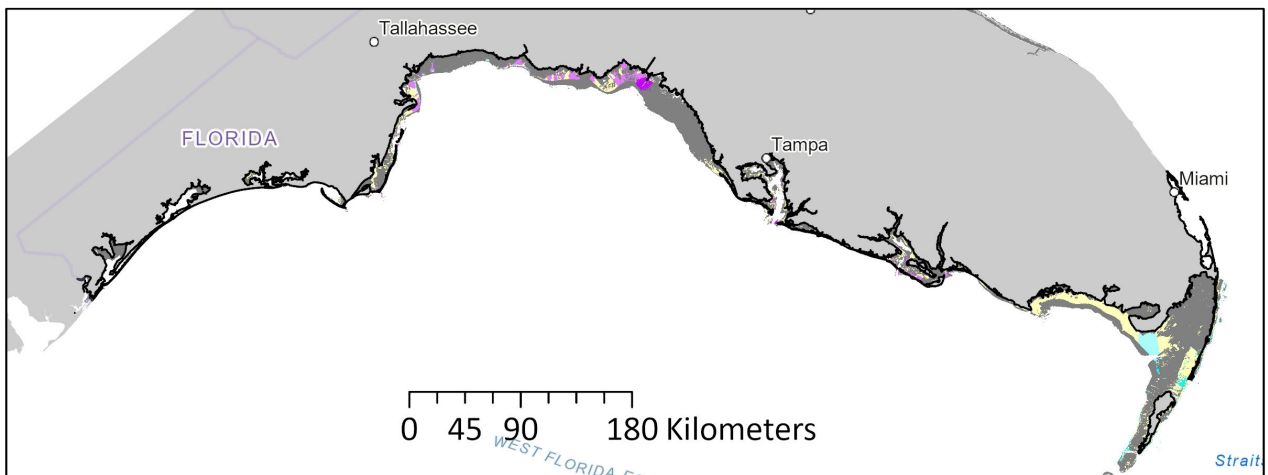 Tallahassee
FLORIDA
Tampa
Miami
0 45 90 180 Kilometers
WEST FLORIDA
Strait